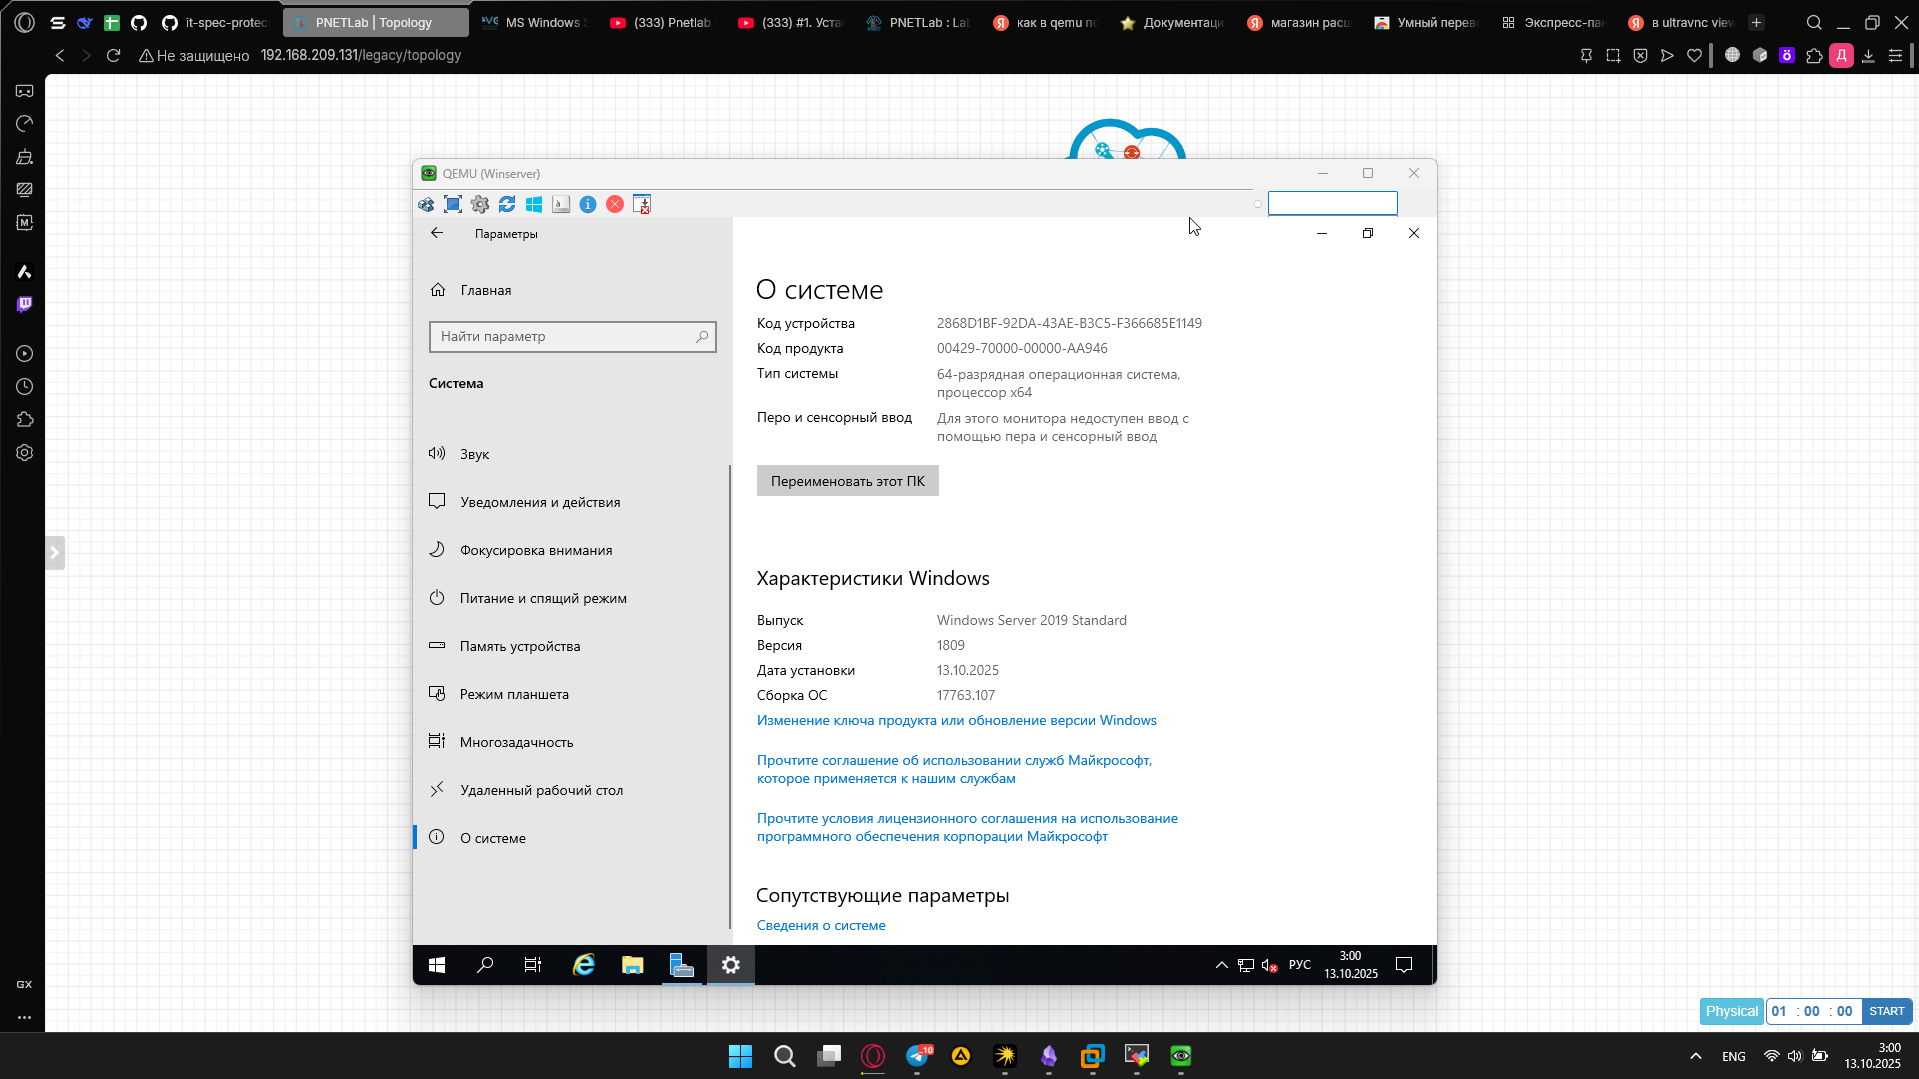 it-spec-protec
PNETLab | Topology
MS Windows S
(333) Pnetlab
(333) #1. Уста
PNETLab : Lab
как в qemu по
Документаци
магазин расш
Умный перев
Экспресс-пан
в ultravnc view
Не защищено
192.168.209.131/legacy/topology
Д
QEMU (Winserver)
Параметры
Главная
Найти параметр
Система
Звук
Уведомления и действия
Фокусировка внимания
Питание и спящий режим
Память устройства
Режим планшета
Многозадачность
Удаленный рабочий стол
О системе
О системе
Код устройства 2868D1BF-92DA-43AE-B3C5-F366685E1149
Код продукта 00429-70000-00000-AA946
Тип системы 64-разрядная операционная система,
процессор x64
Перо и сенсорный ввод Для этого монитора недоступен ввод с
помощью пера и сенсорный ввод
Переименовать этот ПК
Характеристики Windows
Выпуск Windows Server 2019 Standard
Версия 1809
Дата установки 13.10.2025
Сборка ОС 17763.107
Изменение ключа продукта или обновление версии Windows
Прочтите соглашение об использовании служб Майкрософт,
которое применяется к нашим службам
Прочтите условия лицензионного соглашения на использование
программного обеспечения корпорации Майкрософт
Сопутствующие параметры
Сведения о системе
РУС
3:00
13.10.2025
GX
Physical
01 : 00 : 00
START
10
ENG
3:00
13.10.2025